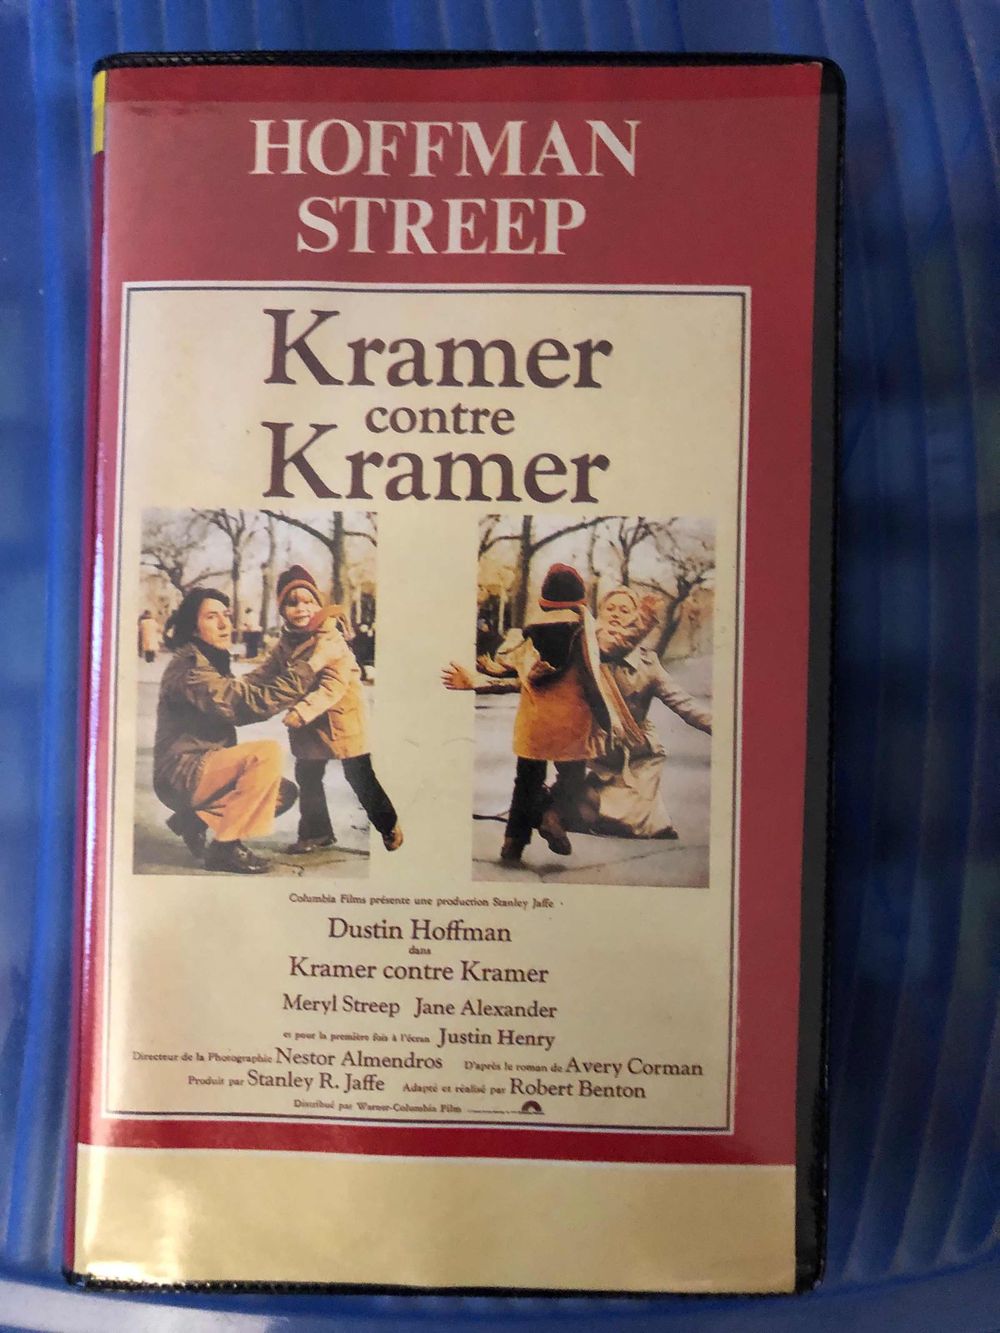 HOFFMAN
STREEP
Kramer
contre
Kramer
Columbia Films présente une production Stanley Jaffe
Dustin Hoffman
dans
Kramer contre Kramer
Meryl Streep Jane Alexander
et pour la première fois à l'écran Justin Henry
Directeur de la Photographie Nestor Almendros D'après le roman de Avery Corman
Produit par Stanley R. Jaffe Adapté et réalisé par Robert Benton
Distribué par Warner-Columbia Film